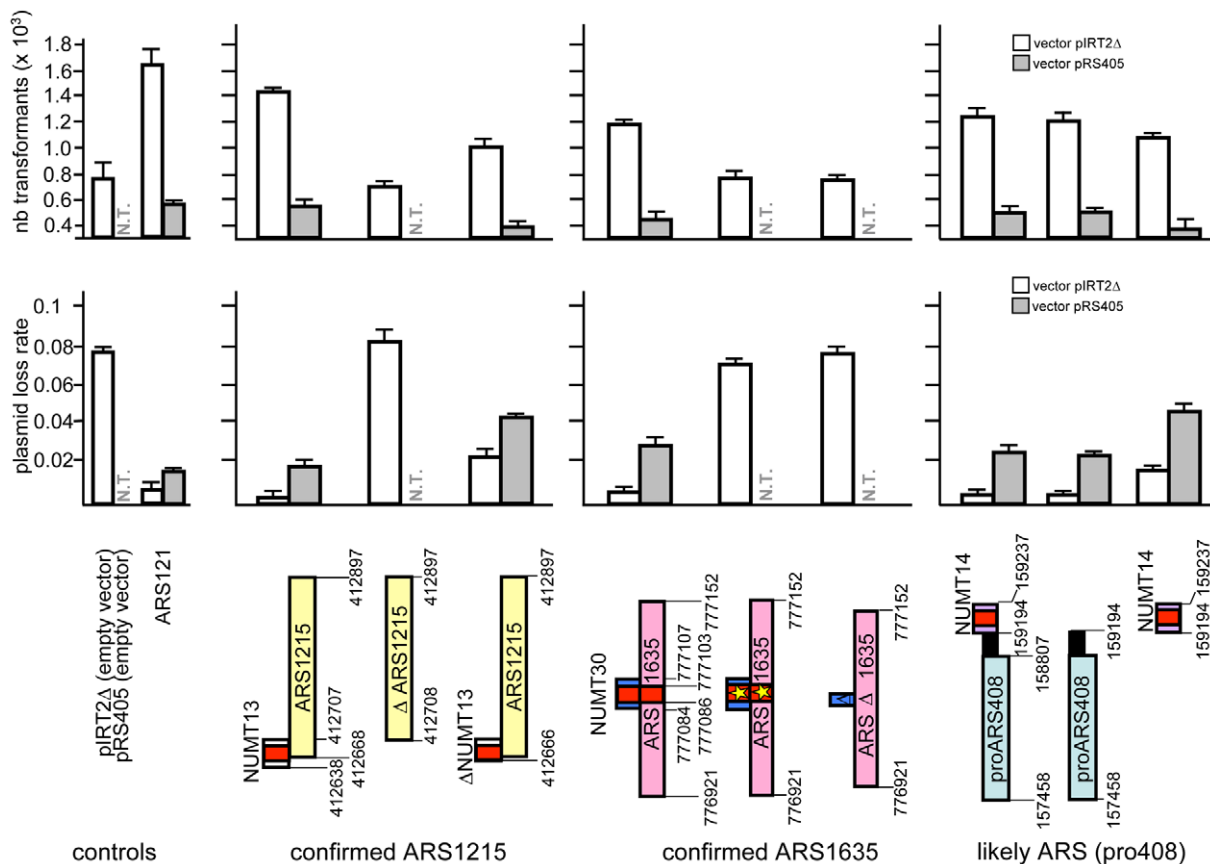 nb transformants (x 10³)
1.8
1.6
1.4
1.2
1.0
0.8
0.6
0.4
N.T.
N.T.
N.T.
N.T.
vector pIRT2Δ
vector pRS405
plasmid loss rate
0.1
0.08
0.06
0.04
0.02
N.T.
N.T.
N.T.
N.T.
vector pIRT2Δ
vector pRS405
pIRT2Δ (empty vector)
pRS405 (empty vector)
ARS121
NUMT13
ARS1215
412897
412707
412668
412638
Δ ARS1215
412897
412708
ΔNUMT13
ARS1215
412897
412666
NUMT30
ARS 1635
777152
777107
777103
777086
777084
776921
ARS 1635
777152
776921
ARS Δ 1635
777152
776921
NUMT14
proARS408
159237
159194
158807
157458
proARS408
159194
157458
NUMT14
159237
159194
controls
confirmed ARS1215
confirmed ARS1635
likely ARS (pro408)